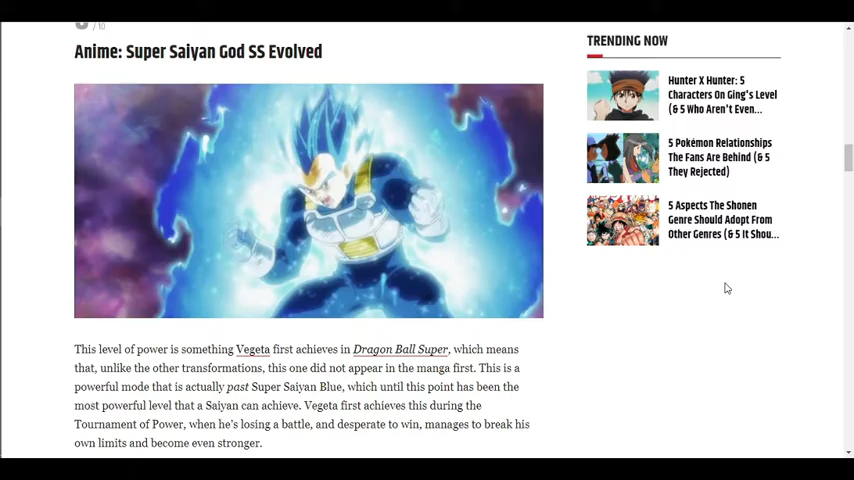 /10
Anime: Super Saiyan God SS Evolved
This level of power is something Vegeta first achieves in Dragon Ball Super, which means
that, unlike the other transformations, this one did not appear in the manga first. This is a
powerful mode that is actually past Super Saiyan Blue, which until this point has been the
most powerful level that a Saiyan can achieve. Vegeta first achieves this during the
Tournament of Power, when he's losing a battle, and desperate to win, manages to break his
own limits and become even stronger.
TRENDING NOW
Hunter X Hunter: 5
Characters On Ging's Level
(& 5 Who Aren't Even...
5 Pokémon Relationships
The Fans Are Behind (& 5
They Rejected)
5 Aspects The Shonen
Genre Should Adopt From
Other Genres (& 5 It Shou...